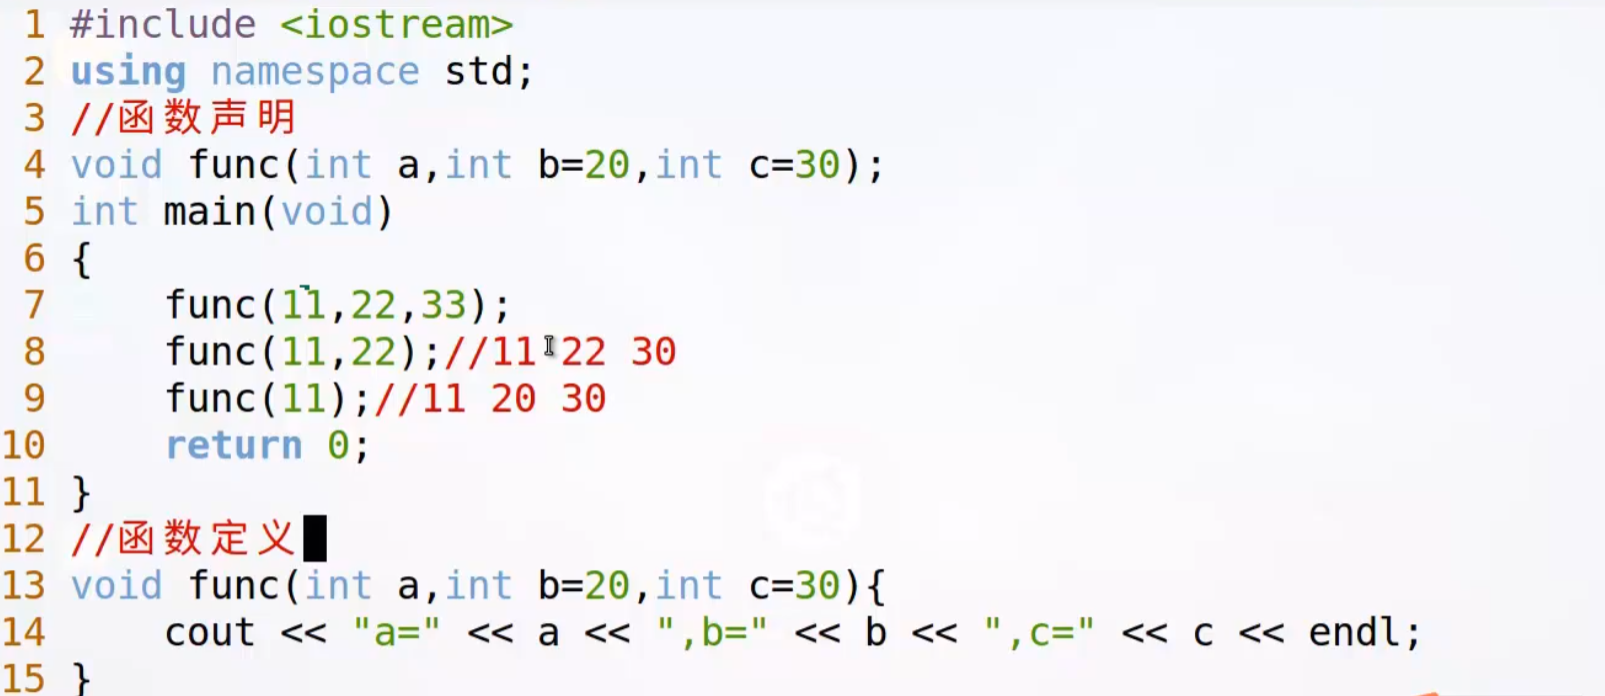 1 #include <iostream>
2 using namespace std;
3 //函数声明
4 void func(int a,int b=20,int c=30);
5 int main(void)
6 {
7     func(11,22,33);
8     func(11,22);//11 22 30
9     func(11);//11 20 30
10     return 0;
11 }
12 //函数定义
13 void func(int a,int b=20,int c=30){
14     cout << "a=" << a << ",b=" << b << ",c=" << c << endl;
15 }